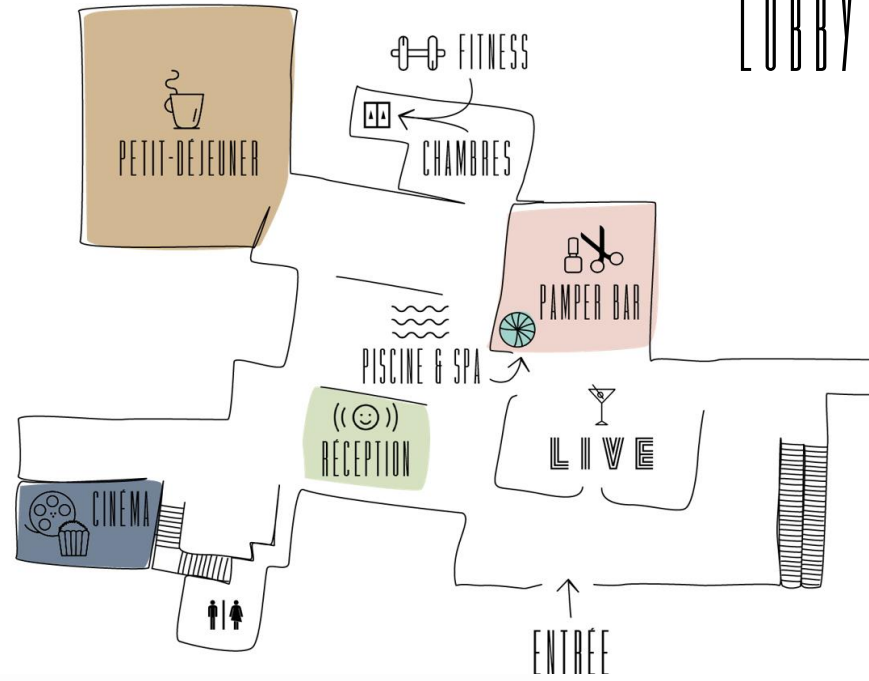 LOBBY
FITNESS
PETIT-DÉJEUNER
CHAMBRES
PAMPER BAR
PISCINE & SPA
RÉCEPTION
LIVE
CINÉMA
ENTRÉE